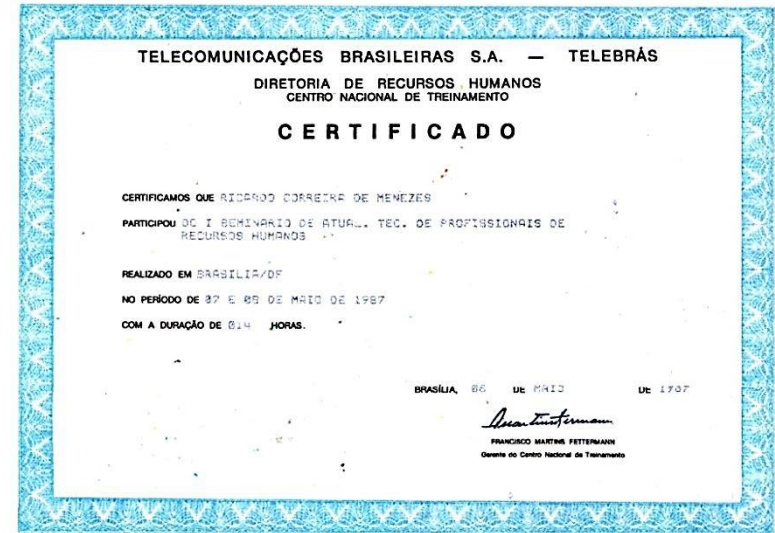 TELECOMUNICAÇÕES BRASILEIRAS S.A. — TELEBRÁS
DIRETORIA DE RECURSOS HUMANOS
CENTRO NACIONAL DE TREINAMENTO
CERTIFICADO
CERTIFICAMOS QUE RICARDO CORREIRA DE MENEZES
PARTICIPOU DO I SEMINARIO DE ATUAL. TEC. DE PROFISSIONAIS DE
RECURSOS HUMANOS
REALIZADO EM BRASILIA/DF
NO PERÍODO DE 07 E 08 DE MAIO DE 1987
COM A DURAÇÃO DE 014 HORAS.
BRASÍLIA, 08 DE MAIO DE 1987
FRANCISCO MARTINS FETTERMANN
Gerente do Centro Nacional de Treinamento